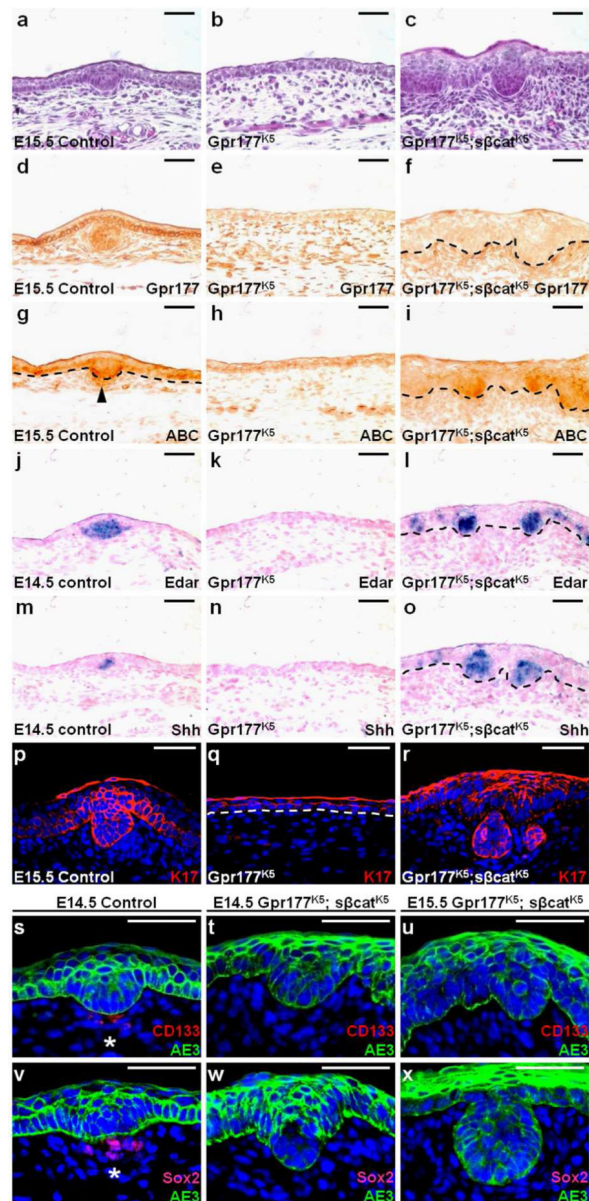 a b c
E15.5 Control Gpr177ᴷ⁵ Gpr177ᴷ⁵;sβcatᴷ⁵
d e f
E15.5 Control Gpr177 Gpr177ᴷ⁵ Gpr177 Gpr177ᴷ⁵;sβcatᴷ⁵ Gpr177
g h i
E15.5 Control ABC Gpr177ᴷ⁵ ABC Gpr177ᴷ⁵;sβcatᴷ⁵ ABC
j k l
E14.5 control Edar Gpr177ᴷ⁵ Edar Gpr177ᴷ⁵;sβcatᴷ⁵ Edar
m n o
E14.5 control Shh Gpr177ᴷ⁵ Shh Gpr177ᴷ⁵;sβcatᴷ⁵ Shh
p q r
E15.5 Control K17 Gpr177ᴷ⁵ K17 Gpr177ᴷ⁵;sβcatᴷ⁵ K17
E14.5 Control E14.5 Gpr177ᴷ⁵; sβcatᴷ⁵ E15.5 Gpr177ᴷ⁵; sβcatᴷ⁵
s t u
CD133 CD133 CD133
* AE3 AE3 AE3
v w x
Sox2 Sox2 Sox2
* AE3 AE3 AE3